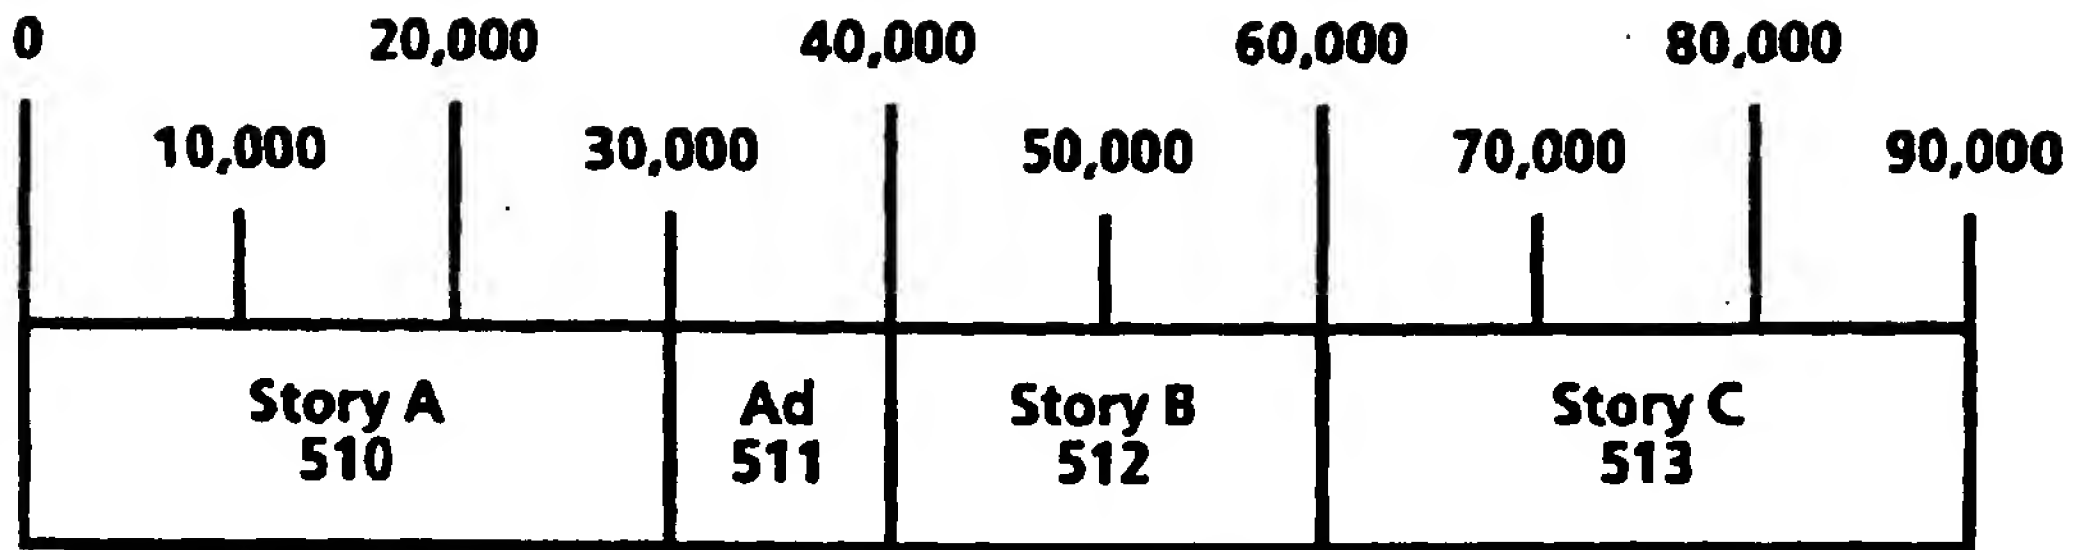 0 20,000 40,000 60,000 80,000
10,000 30,000 50,000 70,000 90,000
Story A Ad Story B Story C
510 511 512 513